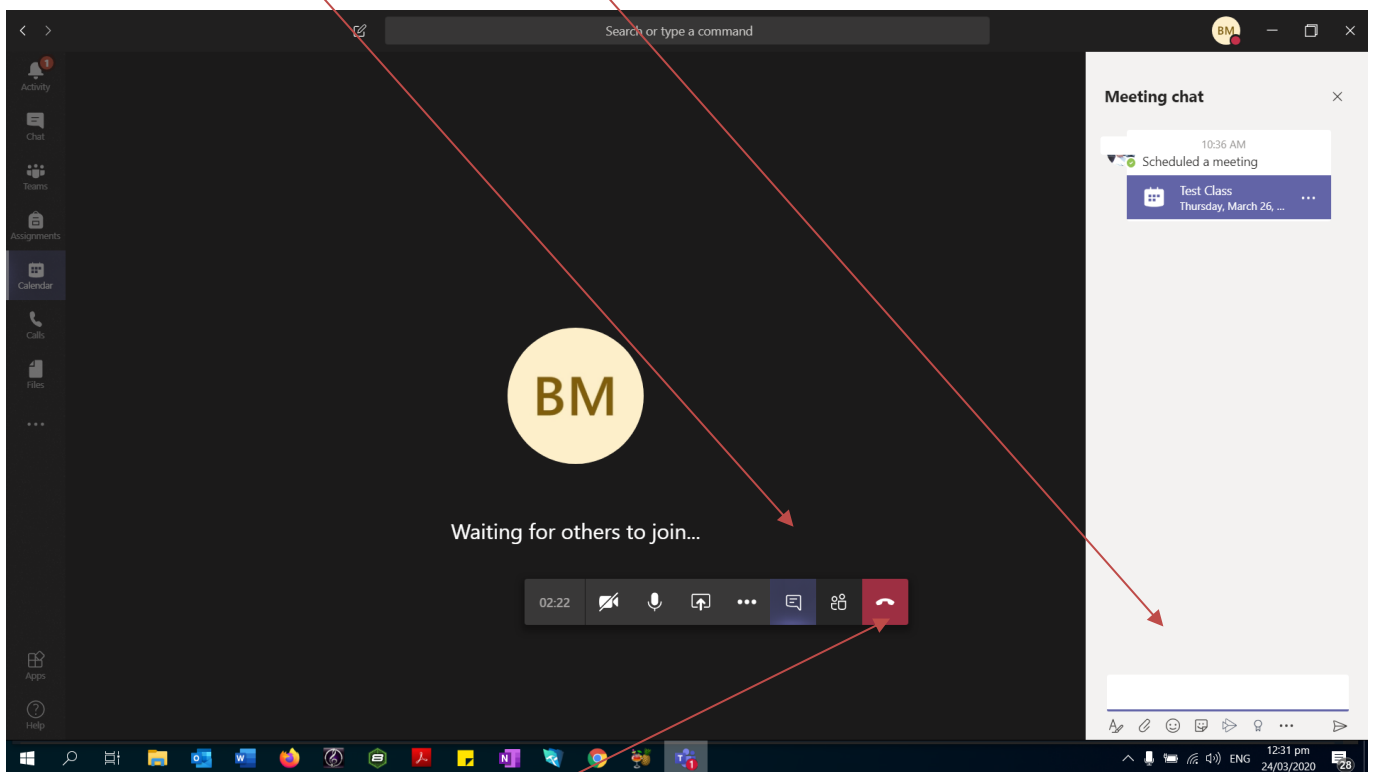 Search or type a command
BM
1
Activity
Chat
Teams
Assignments
Calendar
Calls
Files
Apps
Help
BM
Waiting for others to join...
02:22
Meeting chat
10:36 AM
Scheduled a meeting
Test Class
Thursday, March 26, ...
ENG
12:31 pm
24/03/2020
28